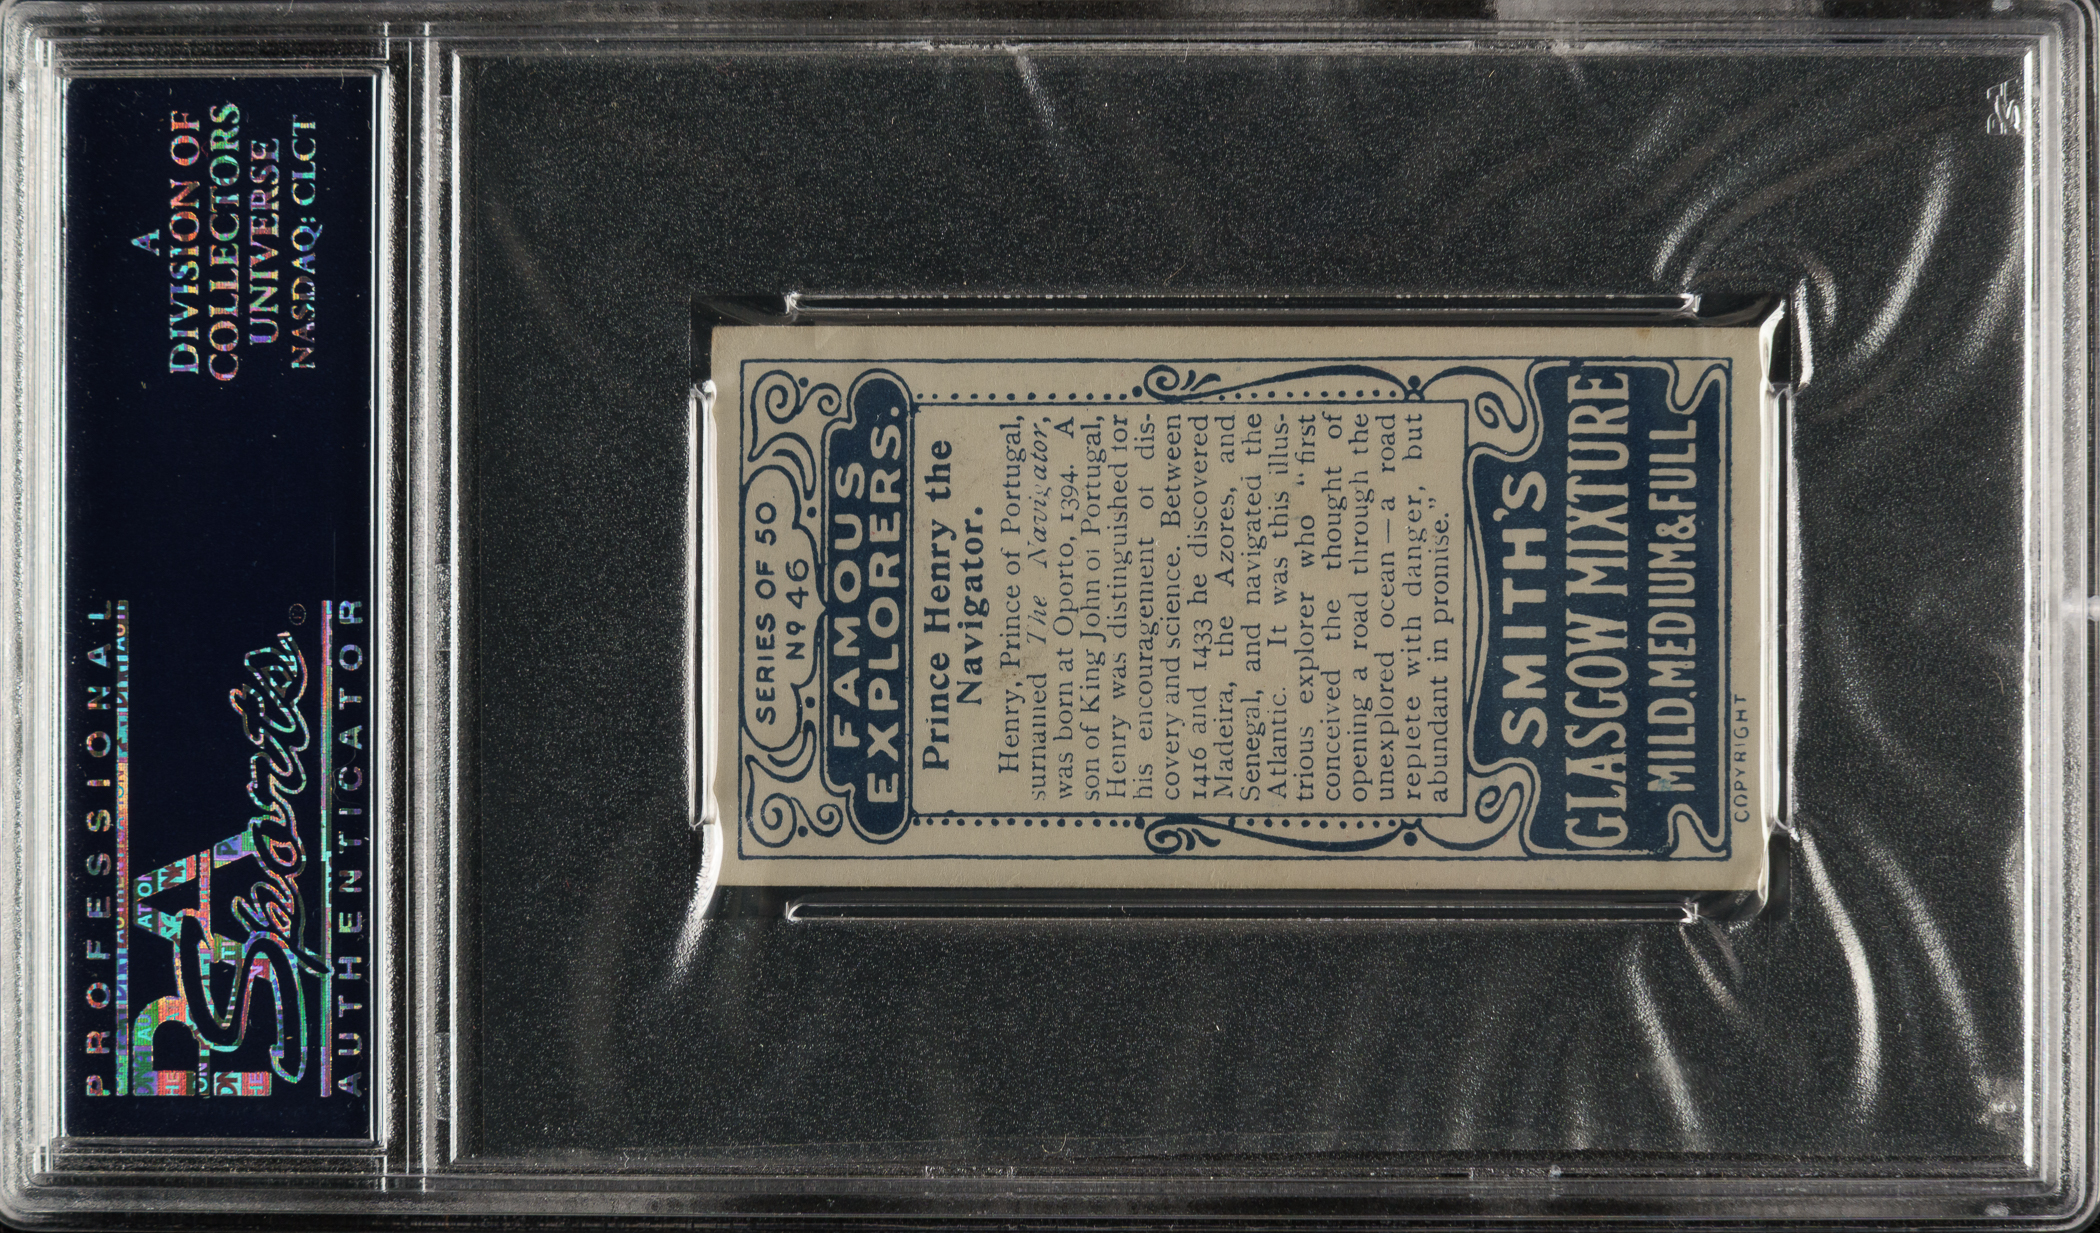 PROFESSIONAL
PSA
Sports
®
AUTHENTICATOR
A
DIVISION OF
COLLECTORS
UNIVERSE
NASDAQ: CLCT
SERIES OF 50
Nº 46
FAMOUS
EXPLORERS.
Prince Henry the
Navigator.
Henry, Prince of Portugal,
surnamed The Navigator,
was born at Oporto, 1394. A
son of King John of Portugal,
Henry was distinguished for
his encouragement of dis-
covery and science. Between
1416 and 1433 he discovered
Madeira, the Azores, and
Senegal, and navigated the
Atlantic. It was this illus-
trious explorer who "first
conceived the thought of
opening a road through the
unexplored ocean—a road
replete with danger, but
abundant in promise."
SMITH'S
GLASGOW MIXTURE
MILD. MEDIUM & FULL
COPYRIGHT
PSA